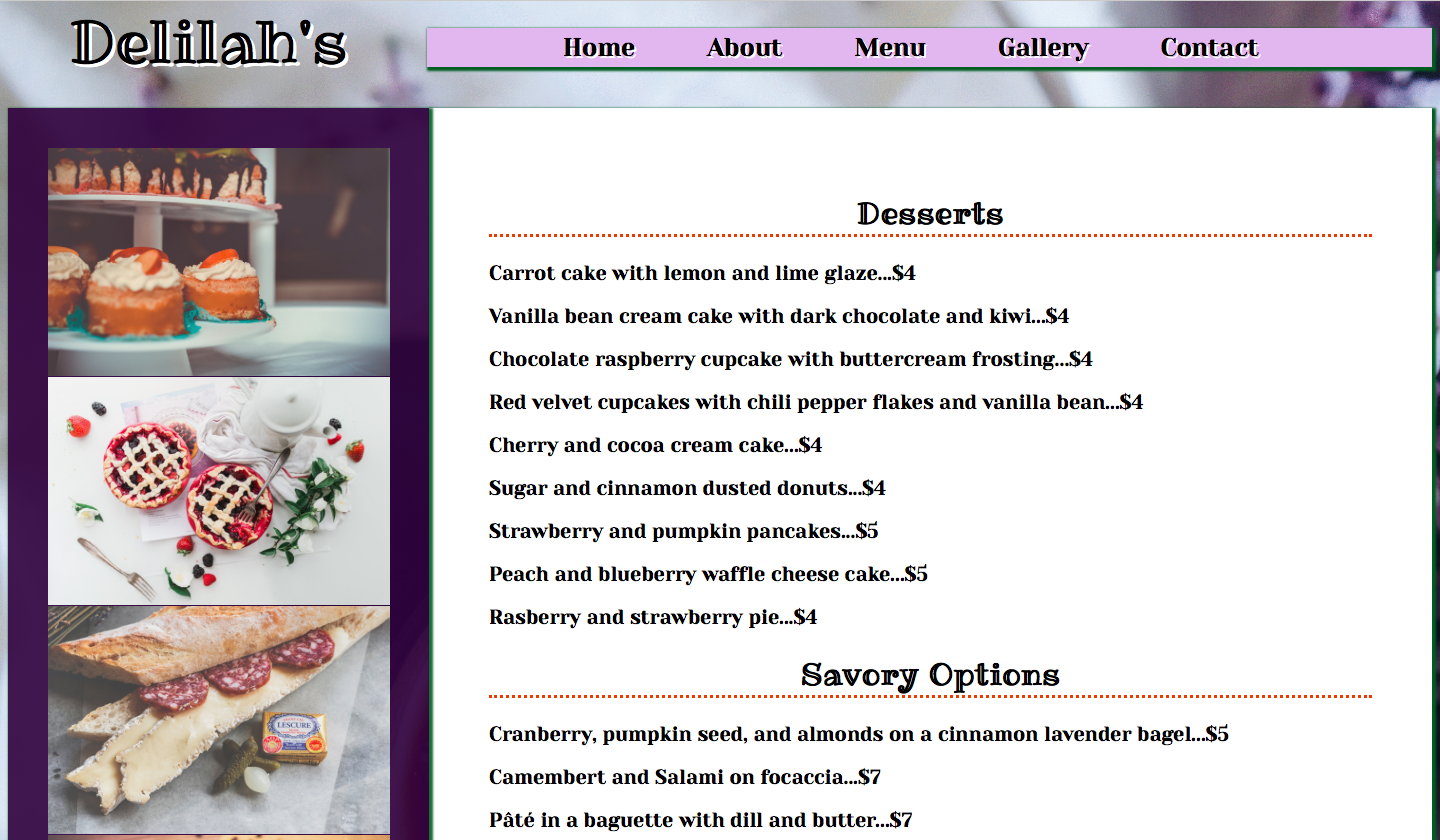 Delilah's
Home About Menu Gallery Contact
Desserts
Carrot cake with lemon and lime glaze...$4
Vanilla bean cream cake with dark chocolate and kiwi...$4
Chocolate raspberry cupcake with buttercream frosting...$4
Red velvet cupcakes with chili pepper flakes and vanilla bean...$4
Cherry and cocoa cream cake...$4
Sugar and cinnamon dusted donuts...$4
Strawberry and pumpkin pancakes...$5
Peach and blueberry waffle cheese cake...$5
Rasberry and strawberry pie...$4
LESCURE
Savory Options
Cranberry, pumpkin seed, and almonds on a cinnamon lavender bagel...$5
Camembert and Salami on focaccia...$7
Pâté in a baguette with dill and butter...$7